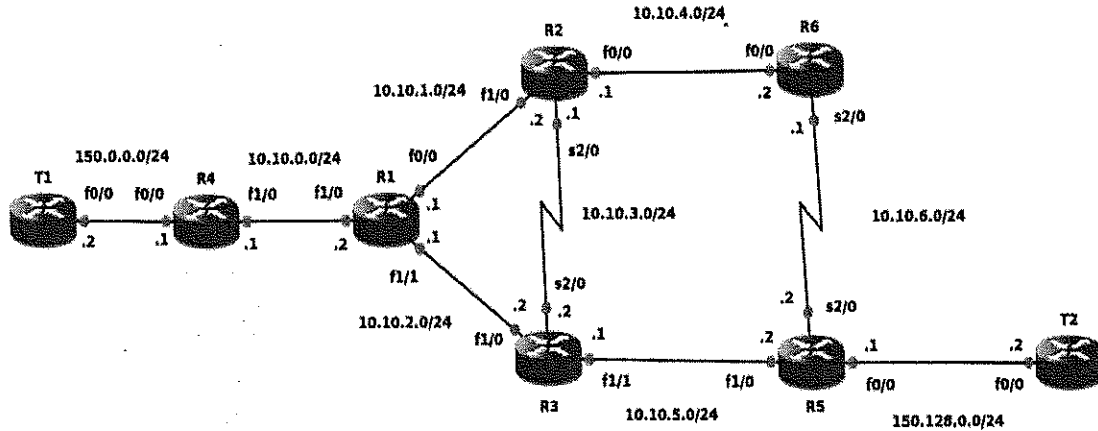 10.10.4.0/24
R2
R6
f0/0
f0/0
10.10.1.0/24
f1/0
.2
.1
.1
.2
.1
s2/0
s2/0
150.0.0.0/24
10.10.0.0/24
R1
f0/0
T1
f0/0
f0/0
R4
f1/0
f1/0
.1
10.10.3.0/24
10.10.6.0/24
.2
.1
.1
.2
.1
f1/1
s2/0
.2
s2/0
10.10.2.0/24
.2
.2
f1/0
.1
.2
.1
.2
T2
f1/1
f1/0
f0/0
f0/0
R3
10.10.5.0/24
R5
150.128.0.0/24